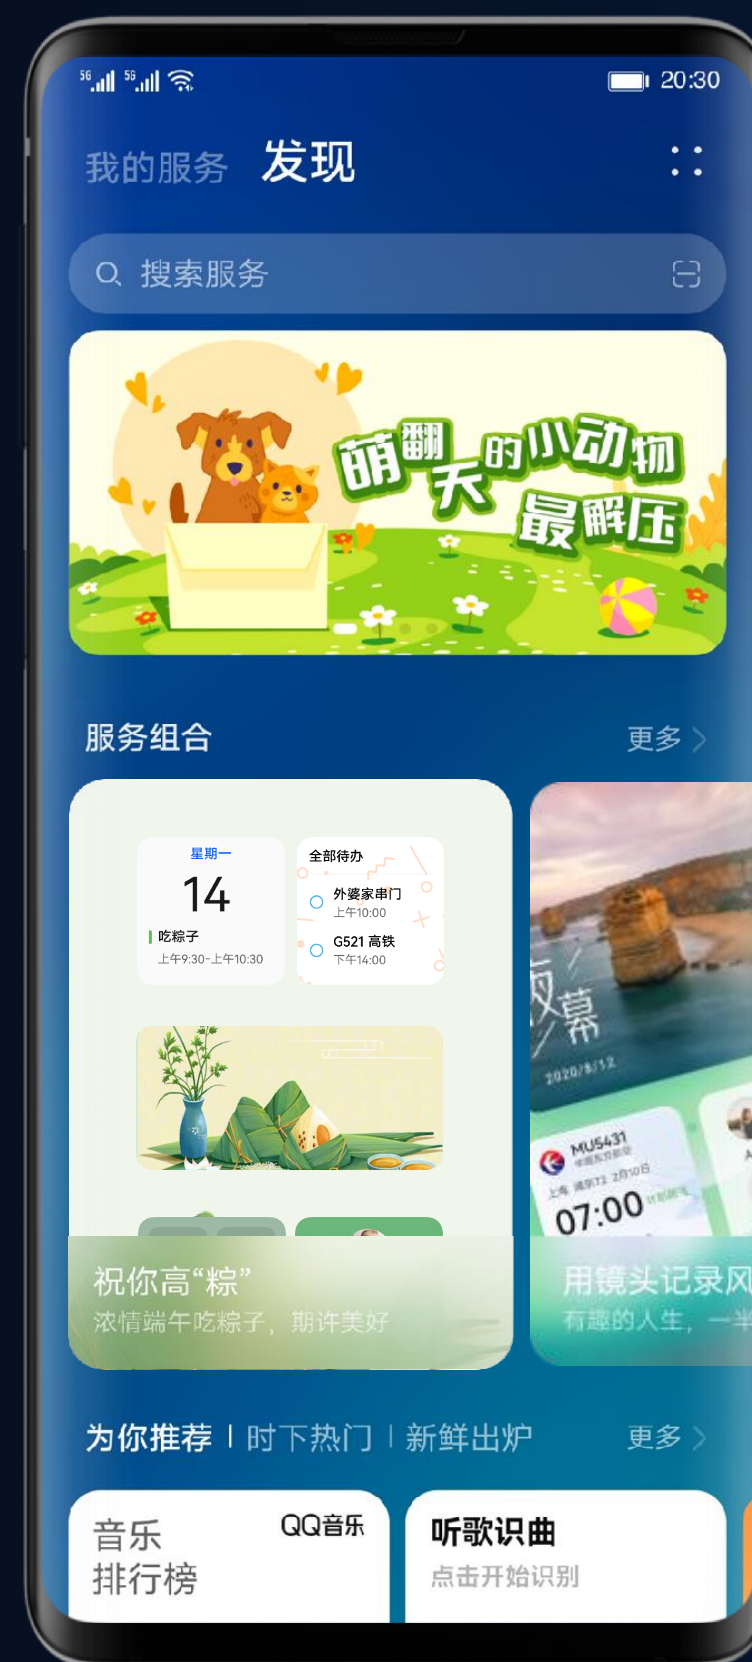 5G 5G 20:30
我的服务 发现
搜索服务
萌翻天的小动物
最解压
服务组合 更多
星期一
14
吃粽子
上午9:30-上午10:30
全部待办
外婆家串门
上午10:00
G521 高铁
下午14:00
祝你高“粽”
浓情端午吃粽子，期许美好
夜幕
2020/8/12
MU5431
07:00
用镜头记录风
有趣的人生，一半
为你推荐 时下热门 新鲜出炉 更多
音乐
排行榜
QQ音乐
听歌识曲
点击开始识别